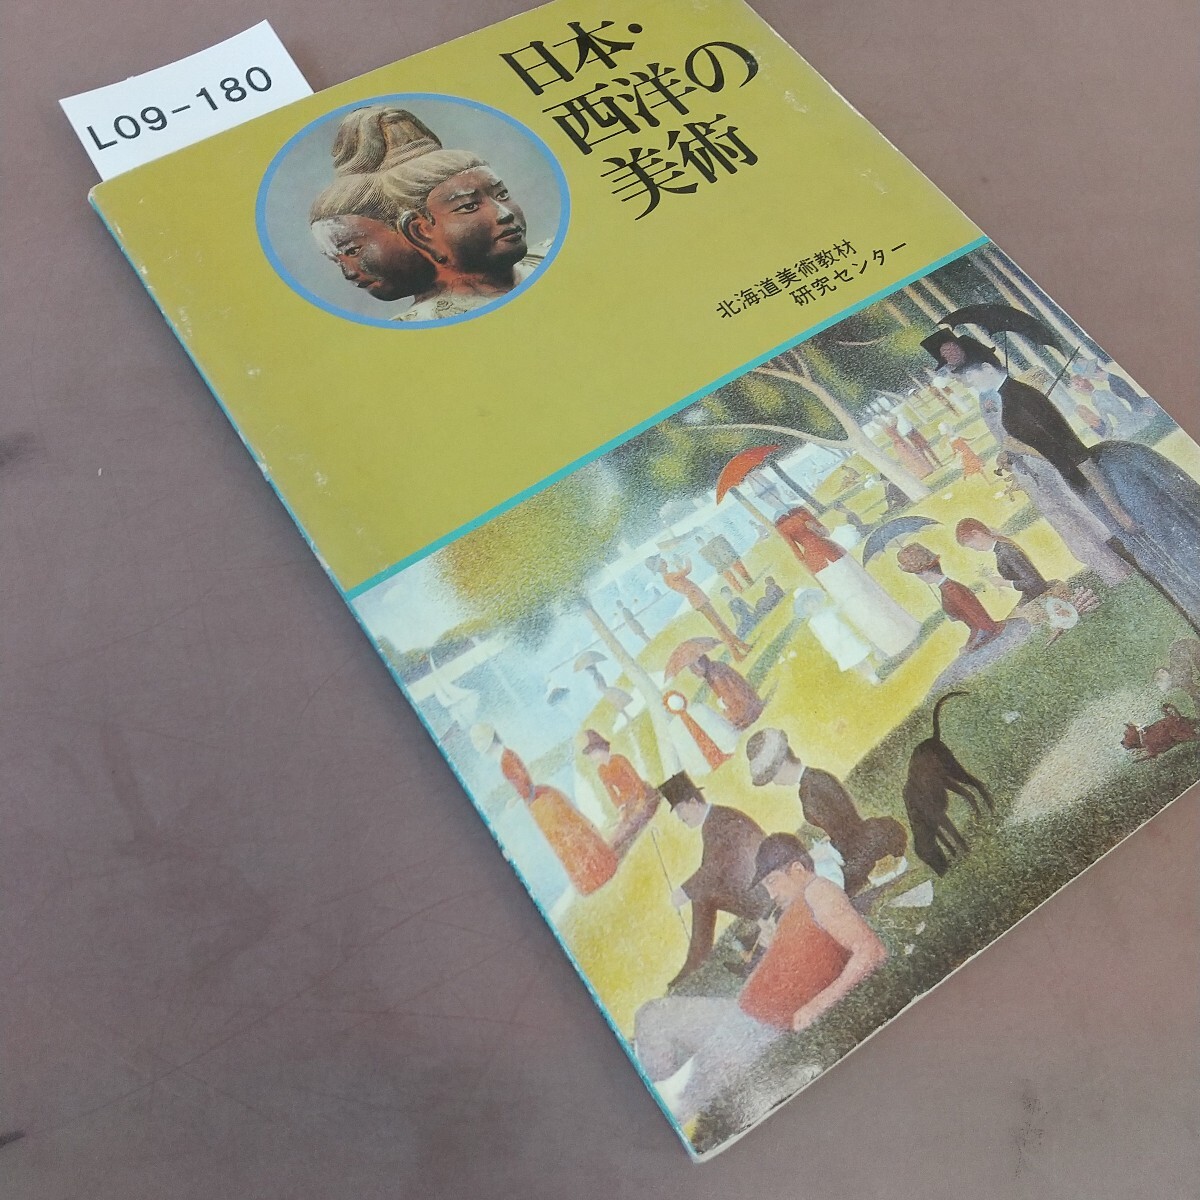 L09-180
日本・
西洋の
美術
北海道美術教材
研究センター